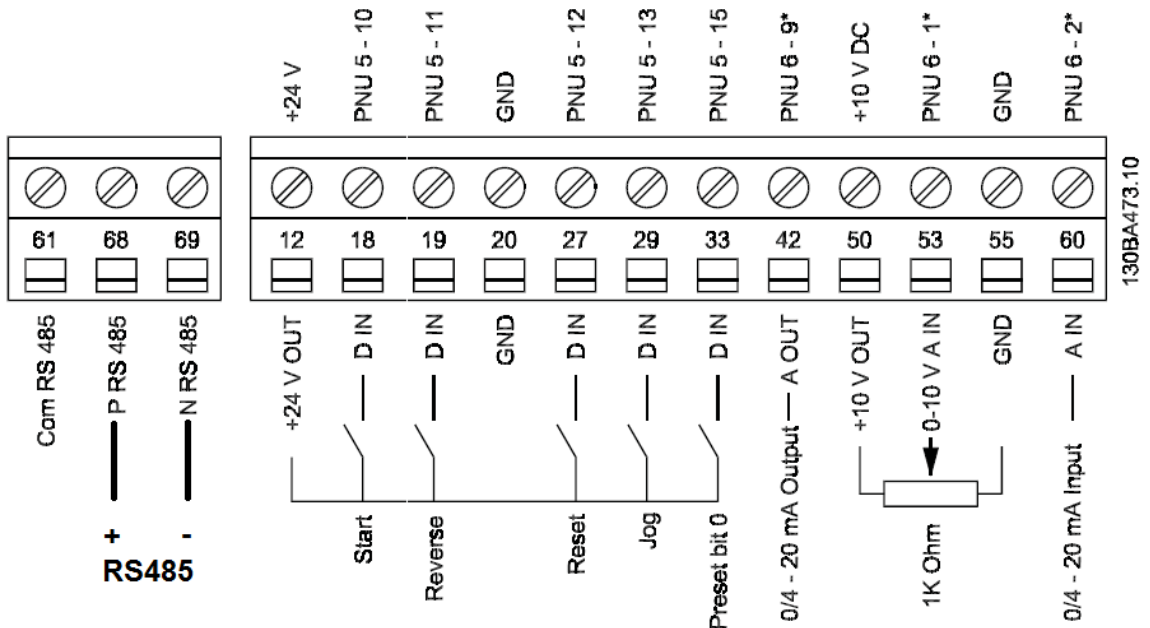 +24 V
PNU 5 - 10
PNU 5 - 11
GND
PNU 5 - 12
PNU 5 - 13
PNU 5 - 15
PNU 6 - 9*
+10 V DC
PNU 6 - 1*
GND
PNU 6 - 2*
61 68 69
12 18 19 20 27 29 33 42 50 53 55 60
130BA473.10
Com RS 485
P RS 485
N RS 485
+24 V OUT
D IN
D IN
GND
D IN
D IN
D IN
0/4 - 20 mA Output A OUT
+10 V OUT
0-10 V A IN
GND
0/4 - 20 mA Input A IN
Start
Reverse
Reset
Jog
Preset bit 0
1K Ohm
+ -
RS485